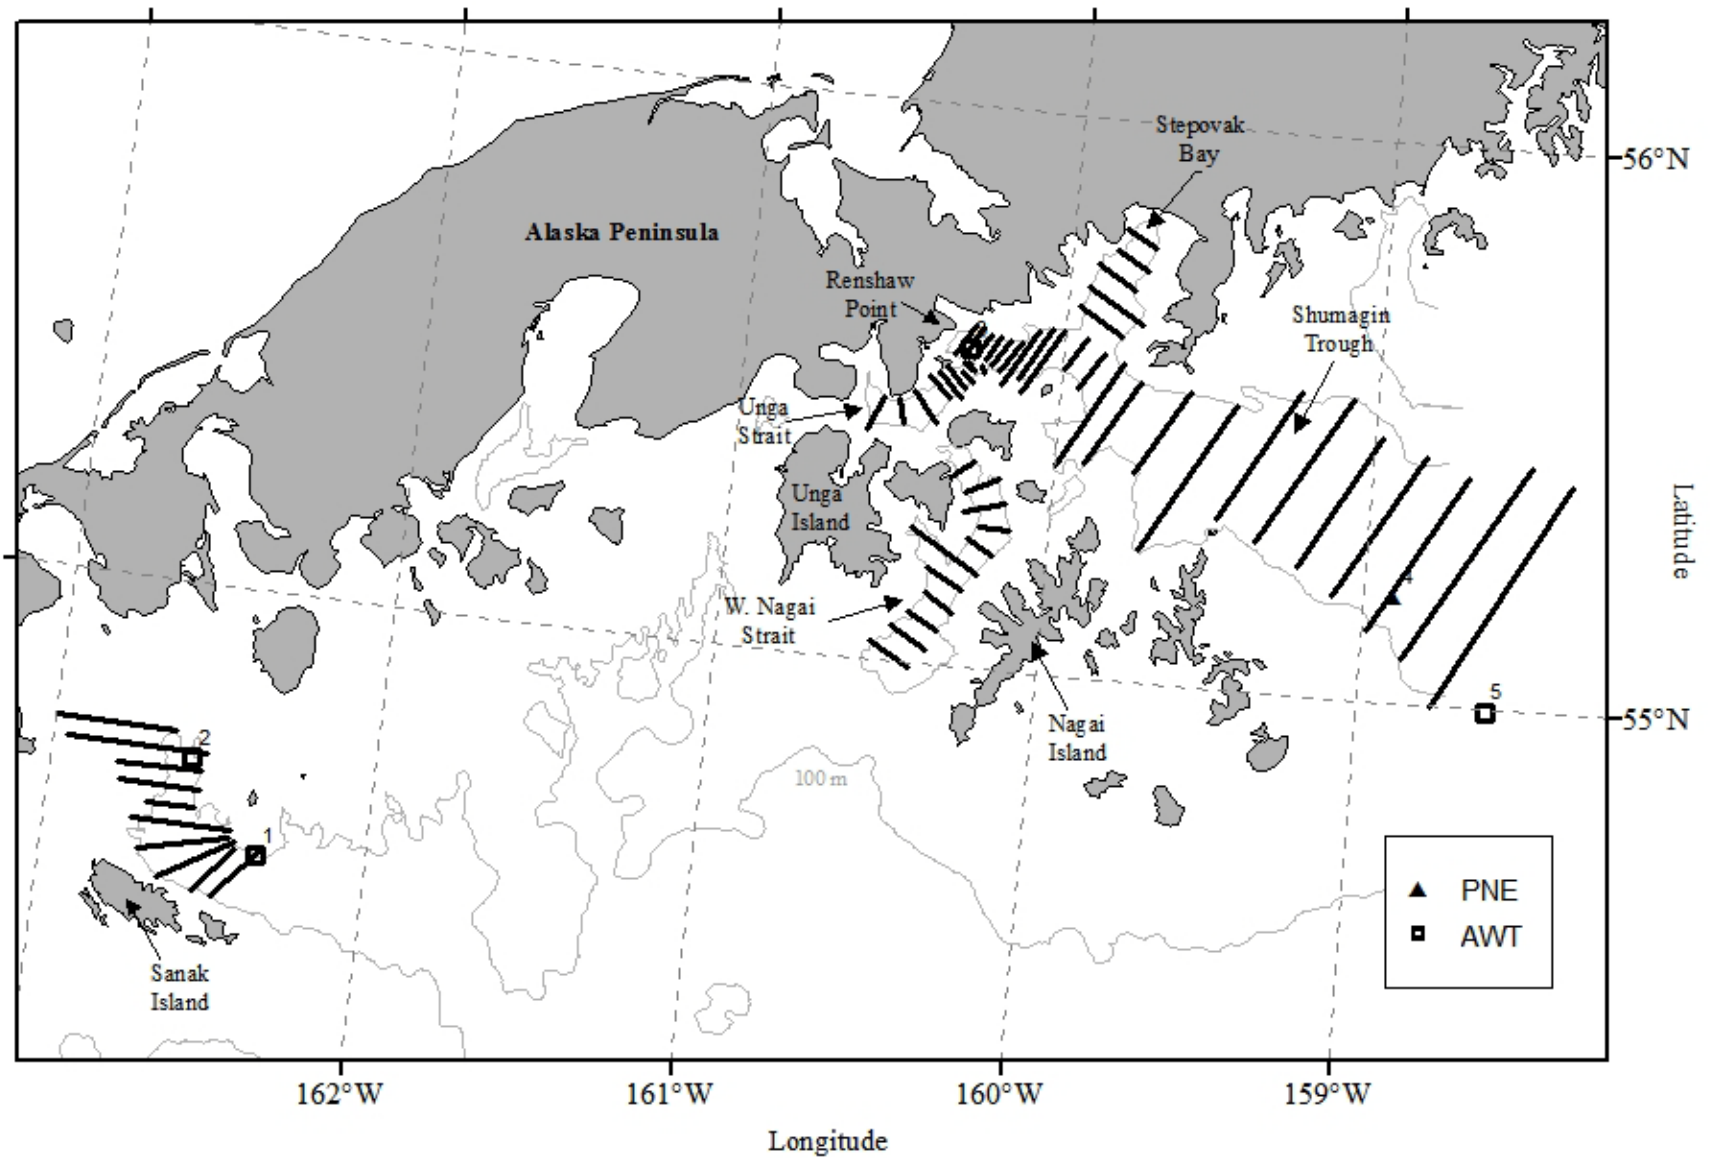 Stepovak
Bay
56°N
Alaska Peninsula
Renshaw
Point
Shumagin
Trough
Unga
Strait
Unga
Island
Latitude
4
W. Nagai
Strait
5
55°N
Nagai
Island
2
100 m
1
PNE
AWT
Sanak
Island
162°W
161°W
160°W
159°W
Longitude